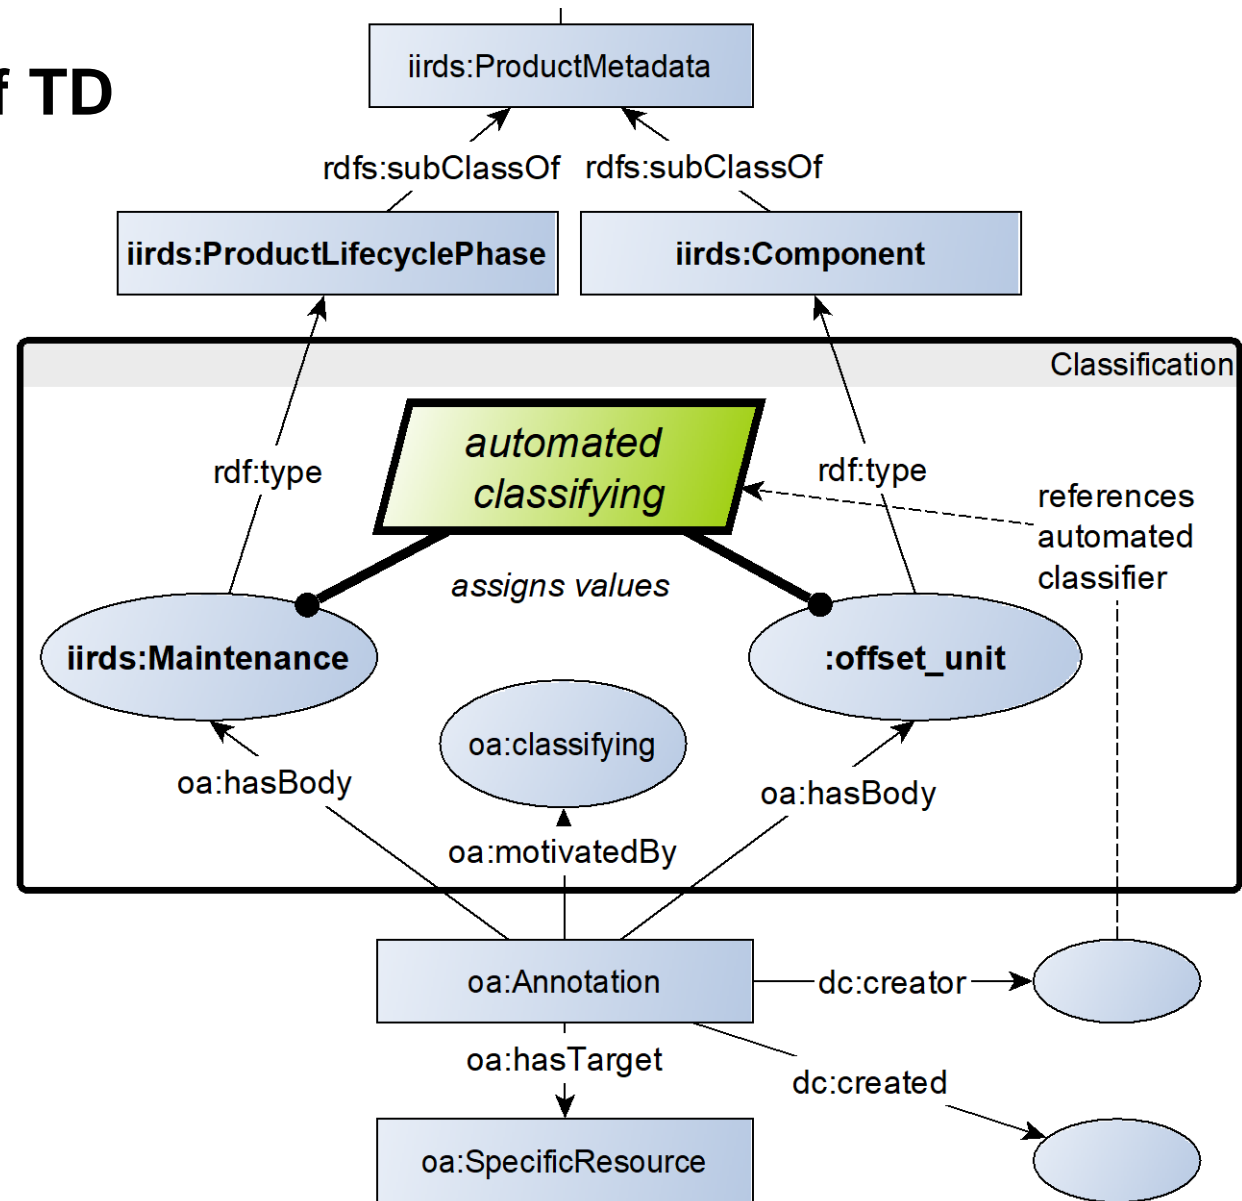 f TD
iirds:ProductMetadata
rdfs:subClassOf rdfs:subClassOf
iirds:ProductLifecyclePhase
iirds:Component
Classification
automated
classifying
rdf:type
rdf:type
references
automated
classifier
assigns values
iirds:Maintenance
:offset_unit
oa:classifying
oa:hasBody
oa:hasBody
oa:motivatedBy
oa:Annotation
dc:creator
oa:hasTarget
dc:created
oa:SpecificResource